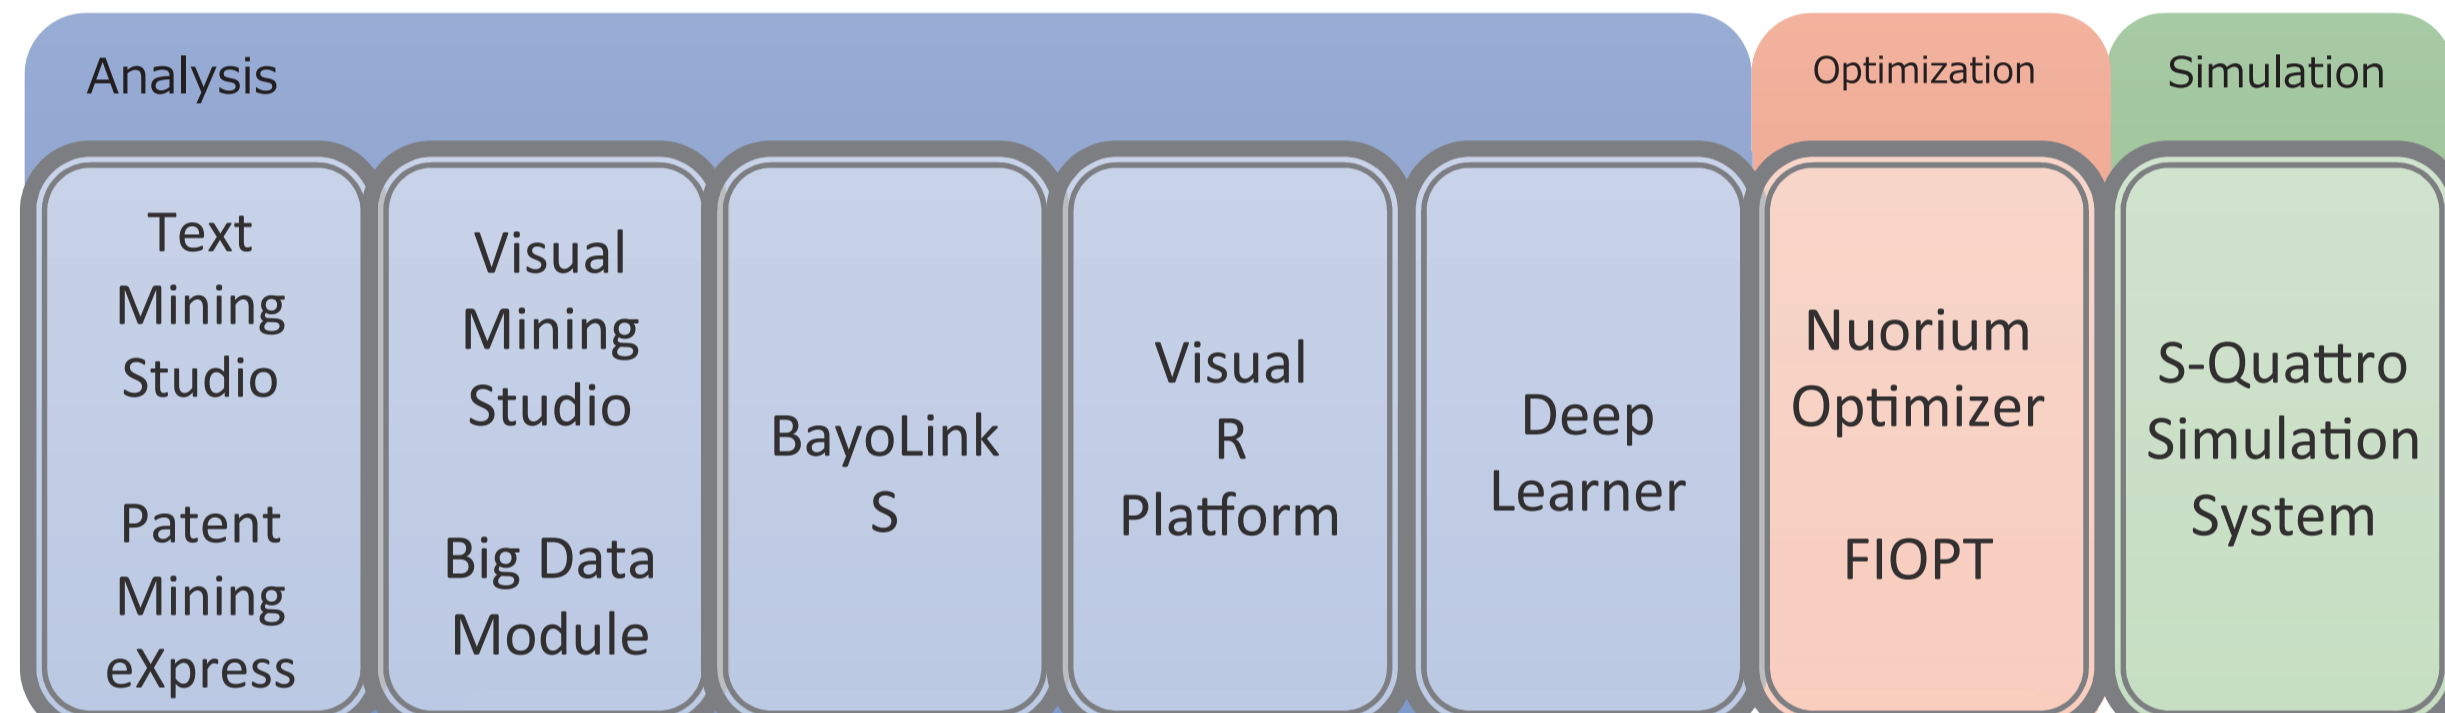 Analysis
Optimization
Simulation
Text
Mining
Studio
Patent
Mining
eXpress
Visual
Mining
Studio
Big Data
Module
BayoLink
S
Visual
R
Platform
Deep
Learner
Nuorium
Optimizer
FIOPT
S-Quattro
Simulation
System